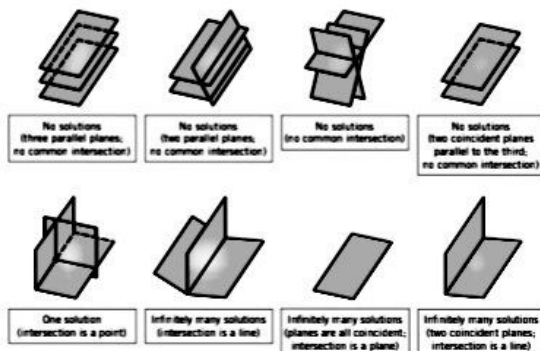 No solutions
(three parallel planes;
no common intersection)
No solutions
(two parallel planes;
no common intersection)
No solutions
(no common intersection)
No solutions
(two coincident planes
parallel to the third;
no common intersection)
One solution
(intersection is a point)
Infinitely many solutions
(intersection is a line)
Infinitely many solutions
(planes are all coincident;
intersection is a plane)
Infinitely many solutions
(two coincident planes;
intersection is a line)